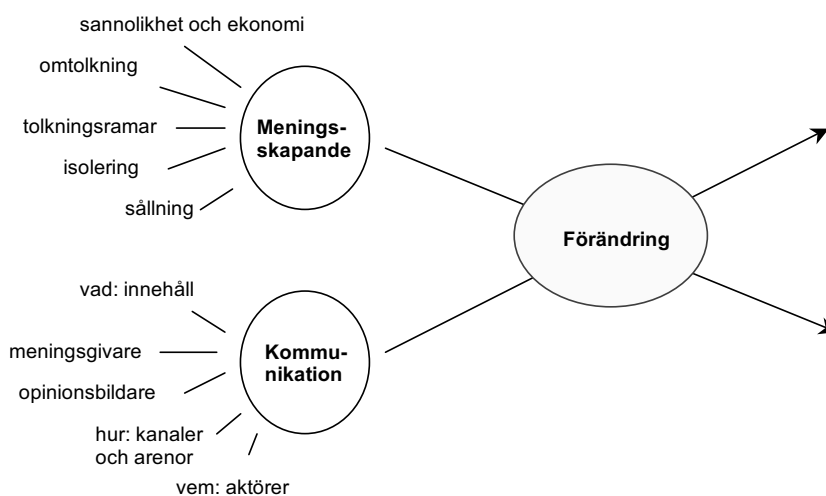 sannolikhet och ekonomi
omtolkning
tolkningsramar
isolering
sållning
Menings-
skapande
Förändring
vad: innehåll
meningsgivare
opinionsbildare
hur: kanaler
och arenor
vem: aktörer
Kommu-
nikation